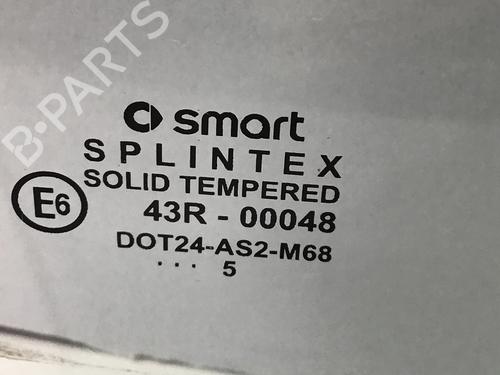 B-PARTS
smart
SPLINTEX
SOLID TEMPERED
E6
43R - 00048
DOT24-AS2-M68
... 5